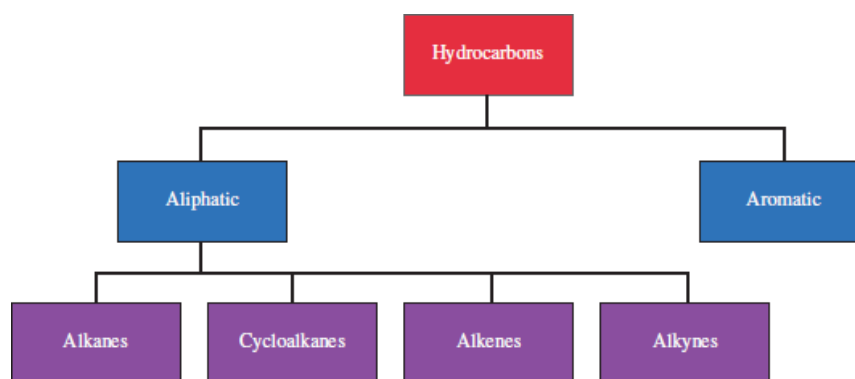 Hydrocarbons
Aliphatic
Aromatic
Alkanes
Cycloalkanes
Alkenes
Alkynes